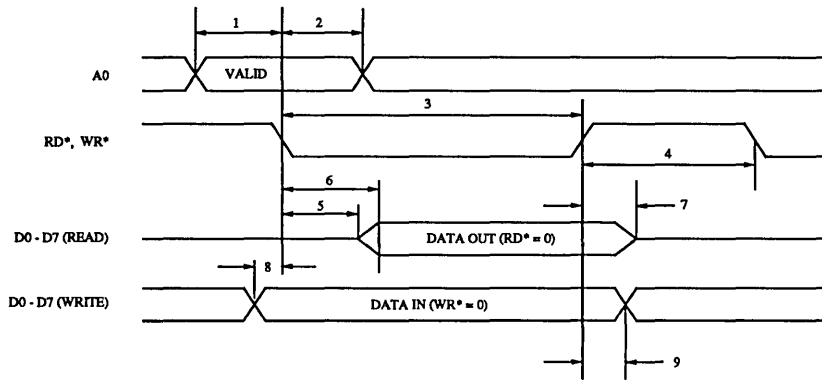 1 2
A0 VALID
3
RD*, WR*
4
6
5 7
D0 - D7 (READ) DATA OUT (RD* = 0)
8
D0 - D7 (WRITE) DATA IN (WR* = 0)
9